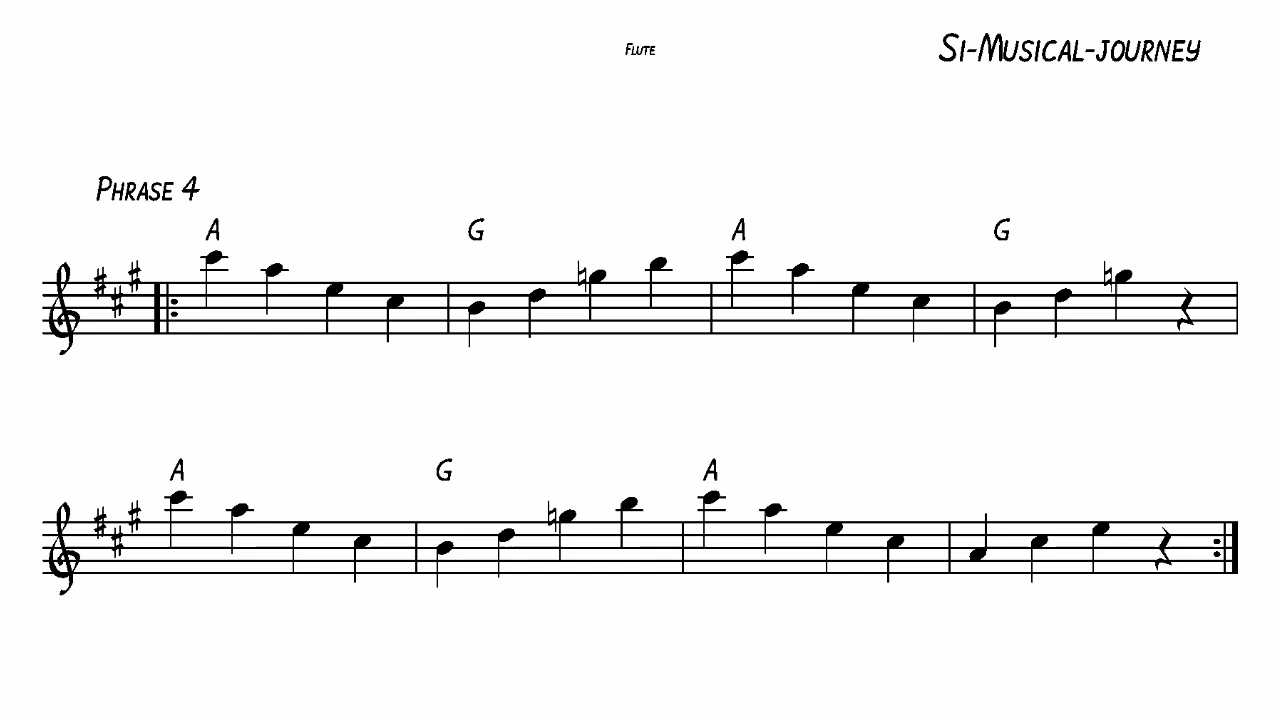 Flute
Si-Musical-journey
Phrase 4
A G A G
A G A